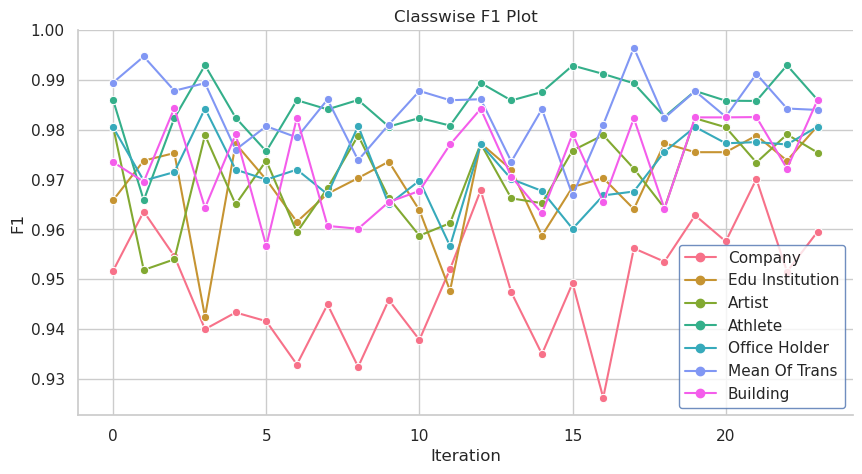 Classwise F1 Plot
1.00
0.99
0.98
0.97
0.96
0.95
0.94
0.93
F1
0
5
10
15
20
Iteration
Company
Edu Institution
Artist
Athlete
Office Holder
Mean Of Trans
Building